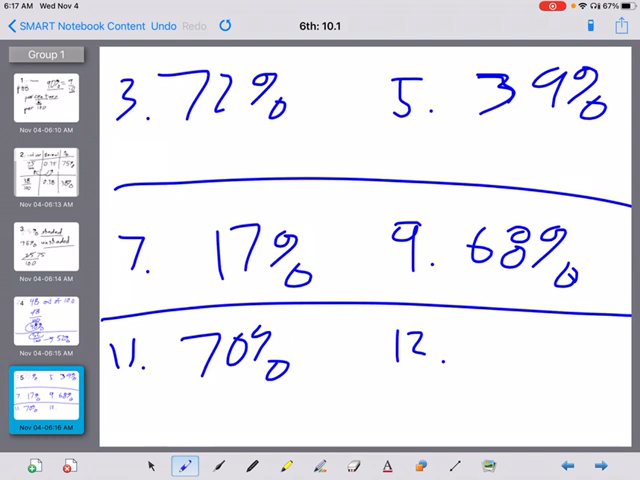 6:17 AM Wed Nov 4 67%
SMART Notebook Content Undo Redo 6th: 10.1
Group 1
Nov 04-06:10 AM
Nov 04-06:13 AM
Nov 04-06:14 AM
Nov 04-06:15 AM
Nov 04-06:16 AM
3. 72% 5. 39%
7. 17% 9. 68%
11. 70% 12.
A